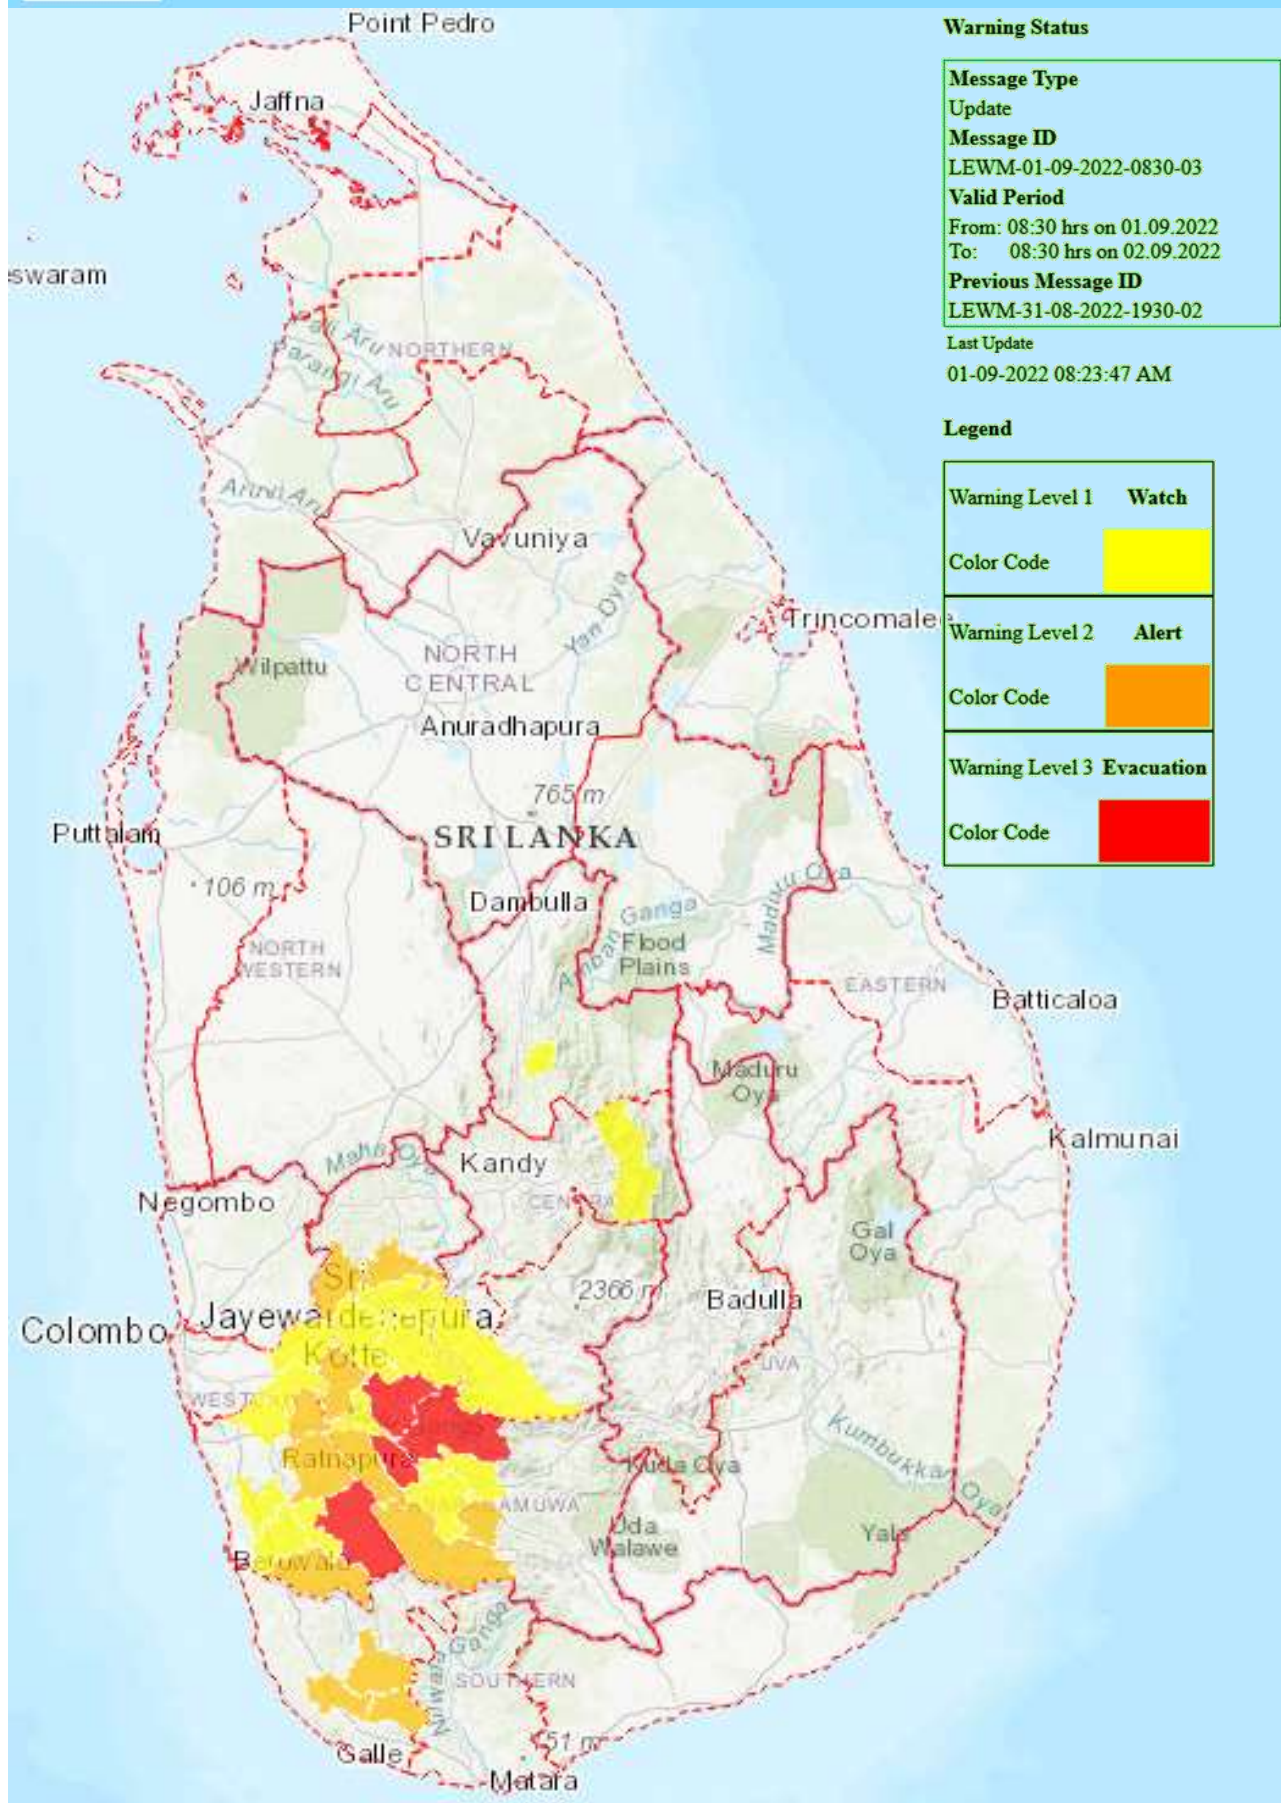 Point Pedro
Jaffna
swaram
Parangi Aru
NORTHERN
Vavuniya
Trincomalee
Yan Oya
Wilpattu
NORTH
CENTRAL
Anuradhapura
765 m
Puttalam
SRI LANKA
106 m
Dambulla
Maduru Oya
Amban Ganga
Flood
Plains
NORTH
WESTERN
EASTERN
Batticaloa
Maduru
Oya
Kalmunai
Maha Oya
Kandy
Negombo
Gal
Oya
Sri
2366 m
Badulla
Colombo
Jayewardenepura
Kotte
UVA
Kumbukkan Oya
Ratnapura
Kuda Oya
Uda
Walawe
Yala
Beruwala
Niwala Ganga
SOUTHERN
51 m
Galle
Matara
Warning Status
Message Type
Update
Message ID
LEWM-01-09-2022-0830-03
Valid Period
From: 08:30 hrs on 01.09.2022
To: 08:30 hrs on 02.09.2022
Previous Message ID
LEWM-31-08-2022-1930-02
Last Update
01-09-2022 08:23:47 AM
Legend
Warning Level 1 Watch
Color Code
Warning Level 2 Alert
Color Code
Warning Level 3 Evacuation
Color Code